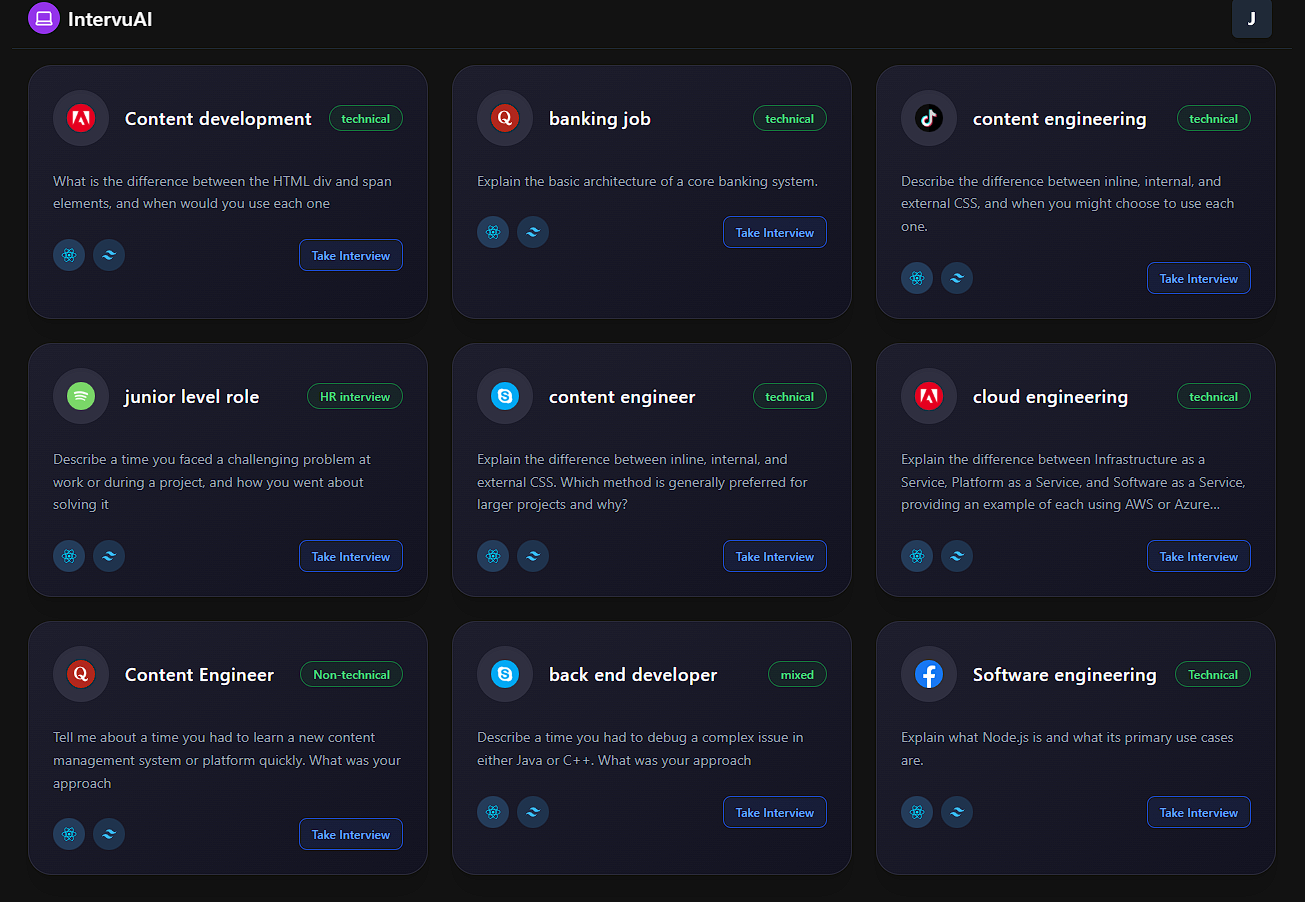 IntervuAI
J
Content development
technical
What is the difference between the HTML div and span
elements, and when would you use each one
Take Interview
banking job
technical
Explain the basic architecture of a core banking system.
Take Interview
content engineering
technical
Describe the difference between inline, internal, and
external CSS, and when you might choose to use each
one.
Take Interview
junior level role
HR interview
Describe a time you faced a challenging problem at
work or during a project, and how you went about
solving it
Take Interview
content engineer
technical
Explain the difference between inline, internal, and
external CSS. Which method is generally preferred for
larger projects and why?
Take Interview
cloud engineering
technical
Explain the difference between Infrastructure as a
Service, Platform as a Service, and Software as a Service,
providing an example of each using AWS or Azure...
Take Interview
Content Engineer
Non-technical
Tell me about a time you had to learn a new content
management system or platform quickly. What was your
approach
Take Interview
back end developer
mixed
Describe a time you had to debug a complex issue in
either Java or C++. What was your approach
Take Interview
Software engineering
Technical
Explain what Node.js is and what its primary use cases
are.
Take Interview